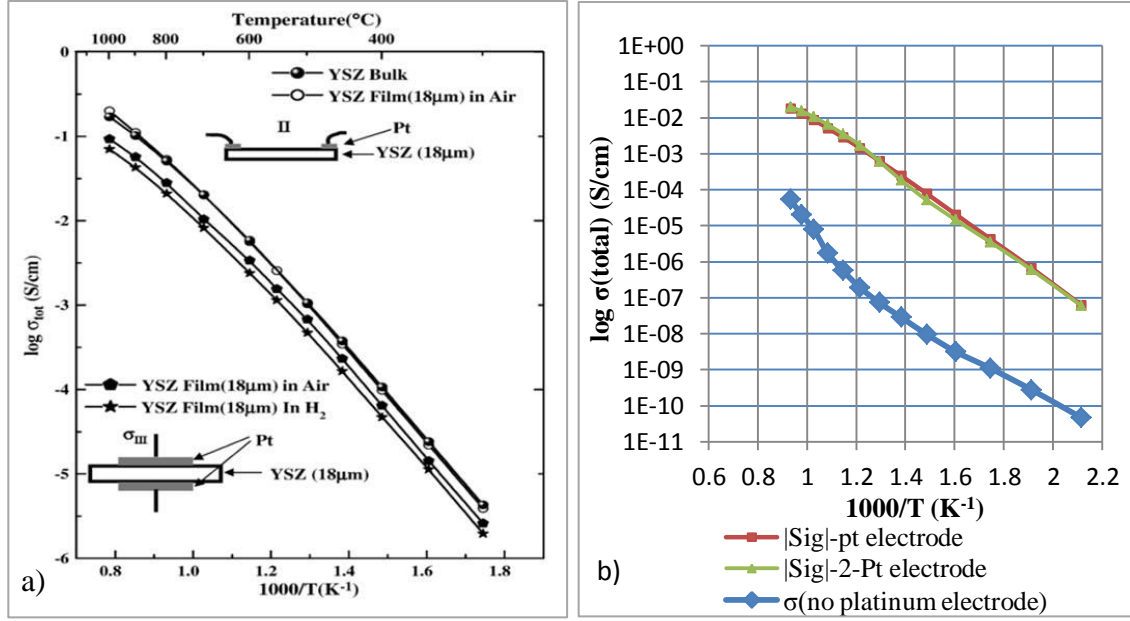 Temperature(°C)
1000 800 600 400
YSZ Bulk
YSZ Film(18μm) in Air
II
Pt
YSZ (18μm)
log σtot (S/cm)
0
-1
-2
-3
-4
-5
-6
YSZ Film(18μm) in Air
YSZ Film(18μm) In H2
σIII
Pt
YSZ (18μm)
0.8 1.0 1.2 1.4 1.6 1.8
1000/T(K-1)
a)
log σ(total) (S/cm)
1E+00
1E-01
1E-02
1E-03
1E-04
1E-05
1E-06
1E-07
1E-08
1E-09
1E-10
1E-11
0.6 0.8 1 1.2 1.4 1.6 1.8 2 2.2
1000/T (K-1)
|Sig|-pt electrode
|Sig|-2-Pt electrode
σ(no platinum electrode)
b)